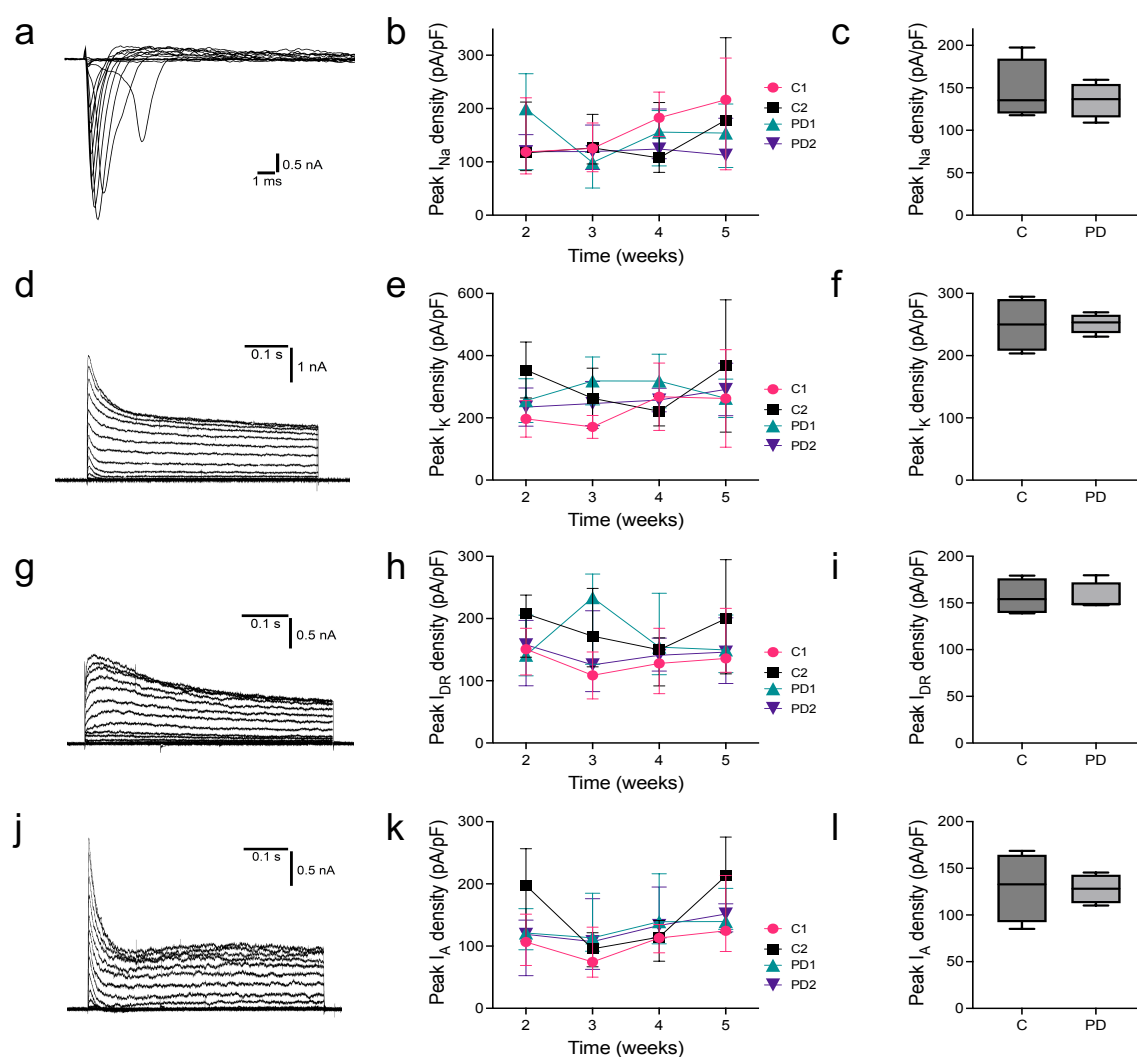 a
0.5 nA
1 ms
b
Peak I_Na density (pA/pF)
300
200
100
0
2 3 4 5
Time (weeks)
C1
C2
PD1
PD2
c
Peak I_Na density (pA/pF)
200
150
100
50
0
C PD
d
0.1 s
1 nA
e
Peak I_K density (pA/pF)
600
400
200
0
2 3 4 5
Time (weeks)
C1
C2
PD1
PD2
f
Peak I_K density (pA/pF)
300
200
100
0
C PD
g
0.1 s
0.5 nA
h
Peak I_DR density (pA/pF)
300
200
100
0
2 3 4 5
Time (weeks)
C1
C2
PD1
PD2
i
Peak I_DR density (pA/pF)
200
150
100
50
0
C PD
j
0.1 s
0.5 nA
k
Peak I_A density (pA/pF)
300
200
100
0
2 3 4 5
Time (weeks)
C1
C2
PD1
PD2
l
Peak I_A density (pA/pF)
200
150
100
50
0
C PD